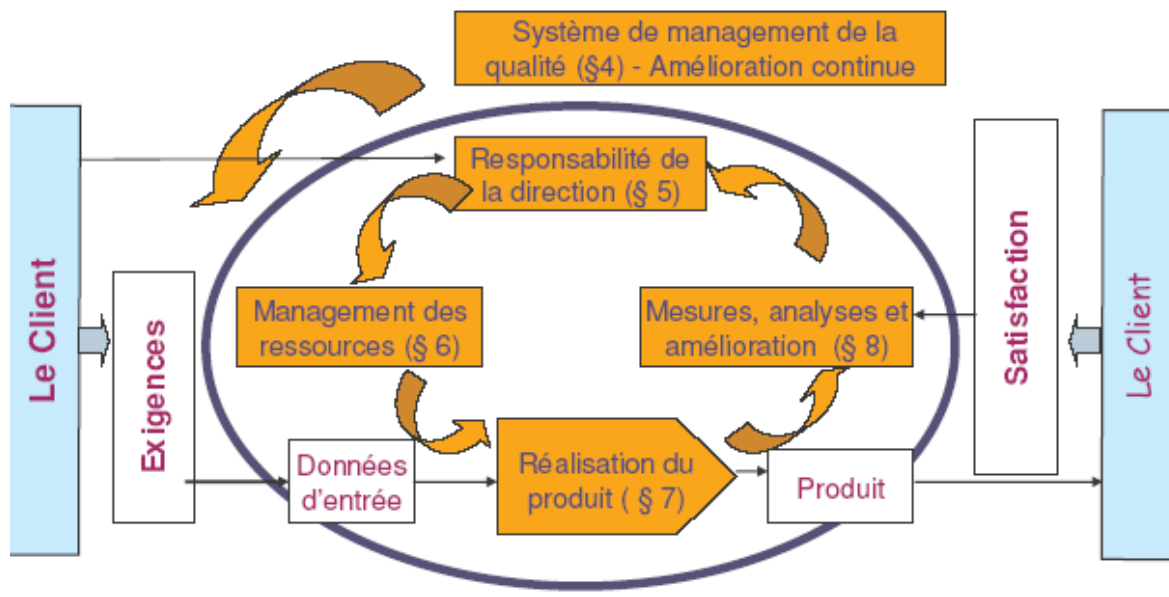 Système de management de la
qualité (§4) - Amélioration continue
Responsabilité de
la direction (§ 5)
Le Client
Exigences
Management des
ressources (§ 6)
Mesures, analyses et
amélioration (§ 8)
Satisfaction
Le Client
Données
d'entrée
Réalisation du
produit ( § 7)
Produit